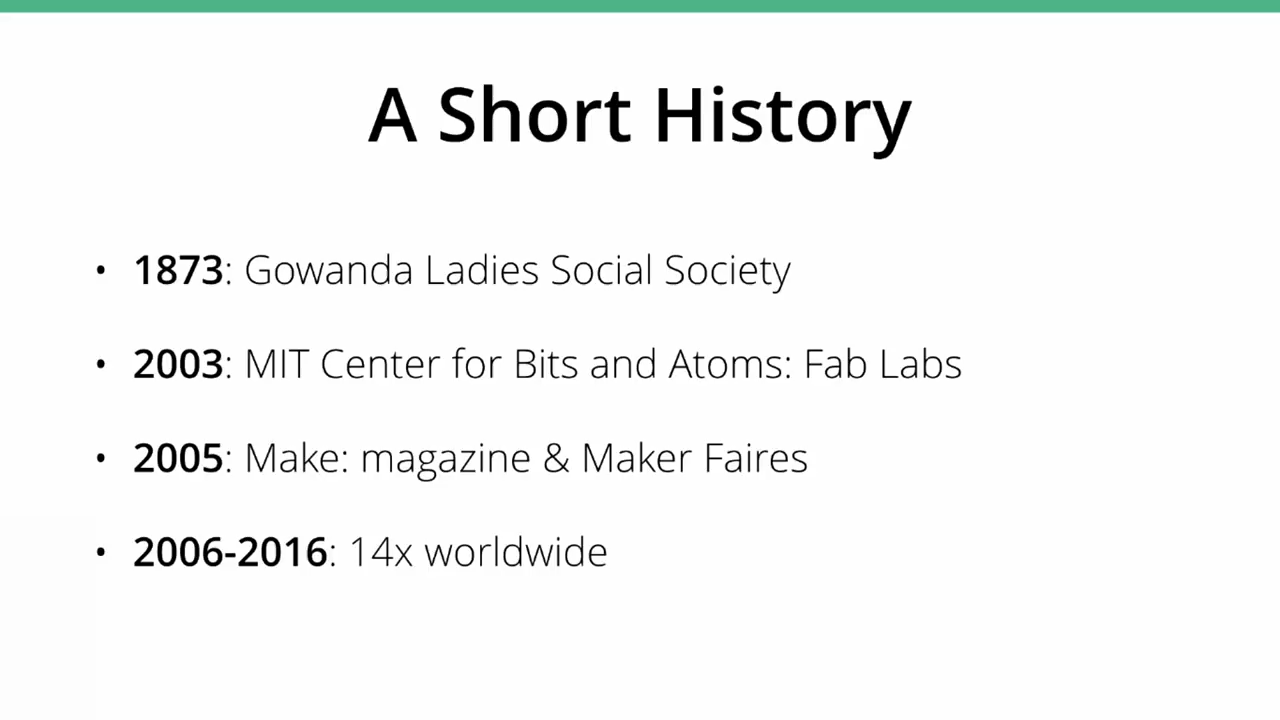 A Short History
• 1873: Gowanda Ladies Social Society
• 2003: MIT Center for Bits and Atoms: Fab Labs
• 2005: Make: magazine & Maker Faires
• 2006-2016: 14x worldwide